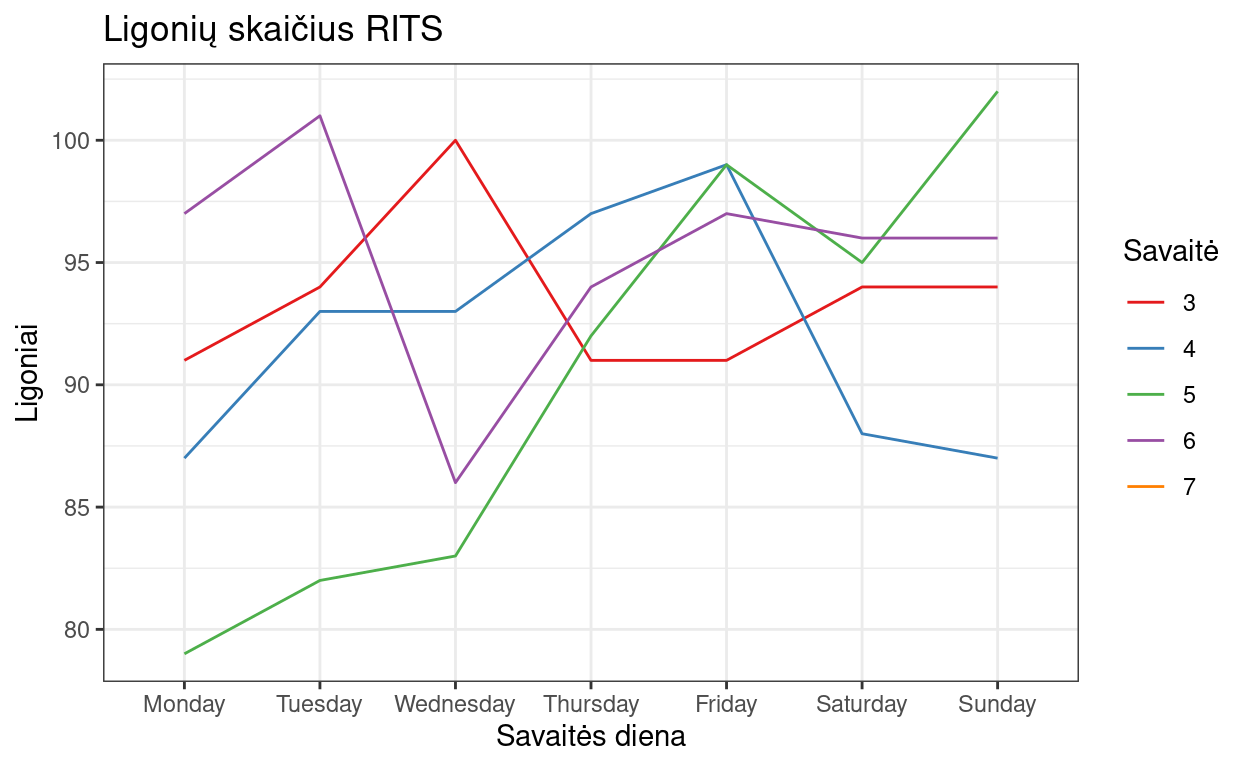 Ligonių skaičius RITS
100
95
90
85
80
Ligoniai
Monday Tuesday Wednesday Thursday Friday Saturday Sunday
Savaitės diena
Savaitė
3
4
5
6
7